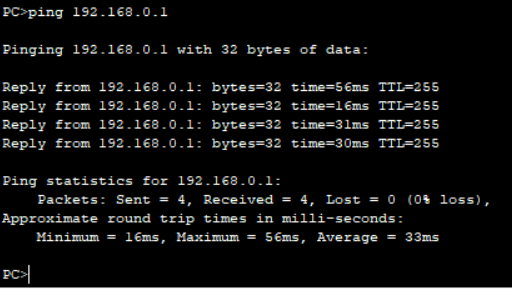 PC>ping 192.168.0.1
Pinging 192.168.0.1 with 32 bytes of data:
Reply from 192.168.0.1: bytes=32 time=56ms TTL=255
Reply from 192.168.0.1: bytes=32 time=16ms TTL=255
Reply from 192.168.0.1: bytes=32 time=31ms TTL=255
Reply from 192.168.0.1: bytes=32 time=30ms TTL=255
Ping statistics for 192.168.0.1:
    Packets: Sent = 4, Received = 4, Lost = 0 (0% loss),
Approximate round trip times in milli-seconds:
    Minimum = 16ms, Maximum = 56ms, Average = 33ms
PC>